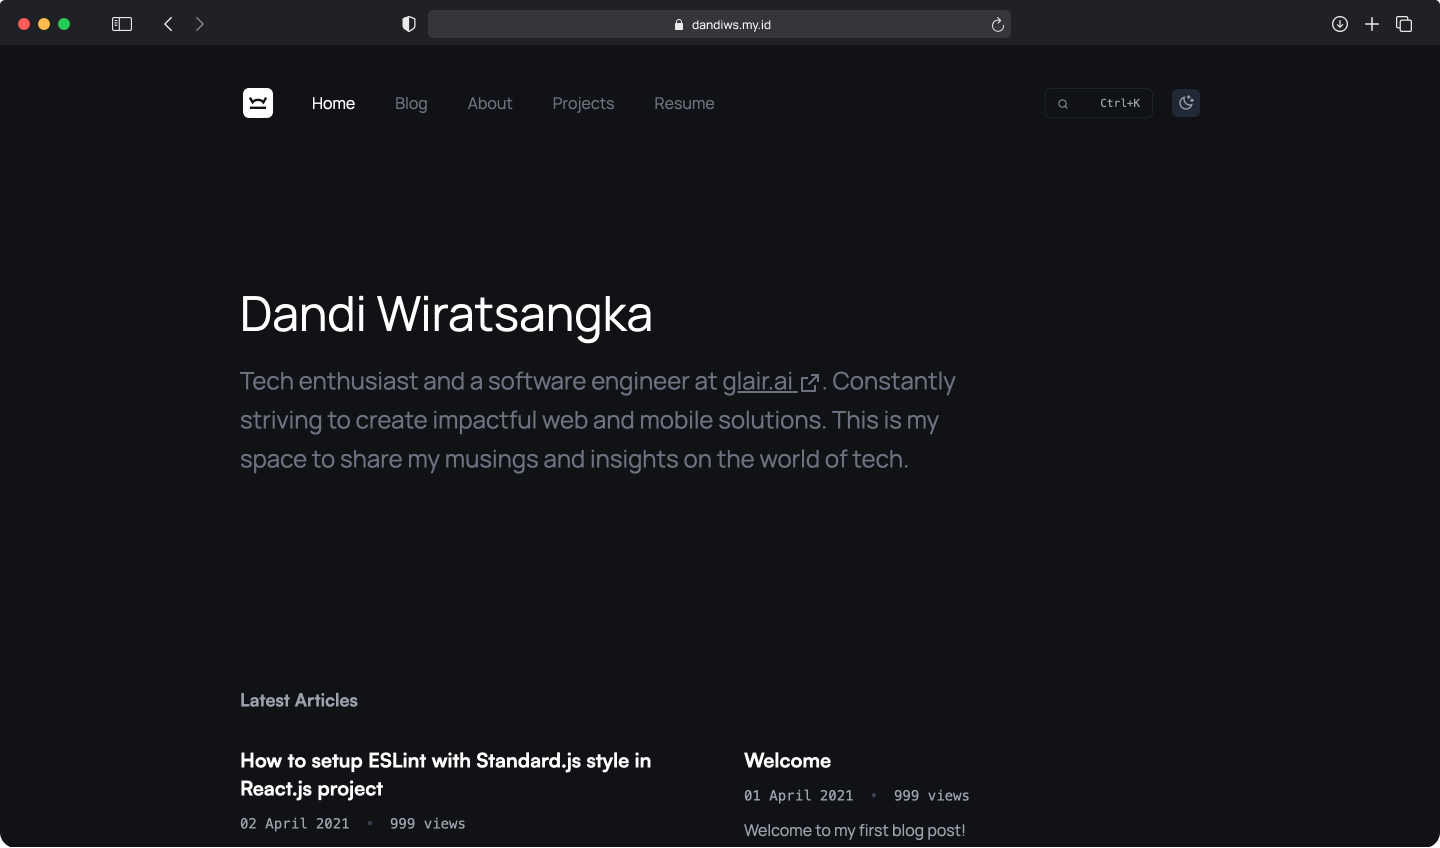 dandiws.my.id
Home Blog About Projects Resume Ctrl+K
Dandi Wiratsangka
Tech enthusiast and a software engineer at glair.ai . Constantly
striving to create impactful web and mobile solutions. This is my
space to share my musings and insights on the world of tech.
Latest Articles
How to setup ESLint with Standard.js style in
React.js project
02 April 2021 • 999 views
Welcome
01 April 2021 • 999 views
Welcome to my first blog post!